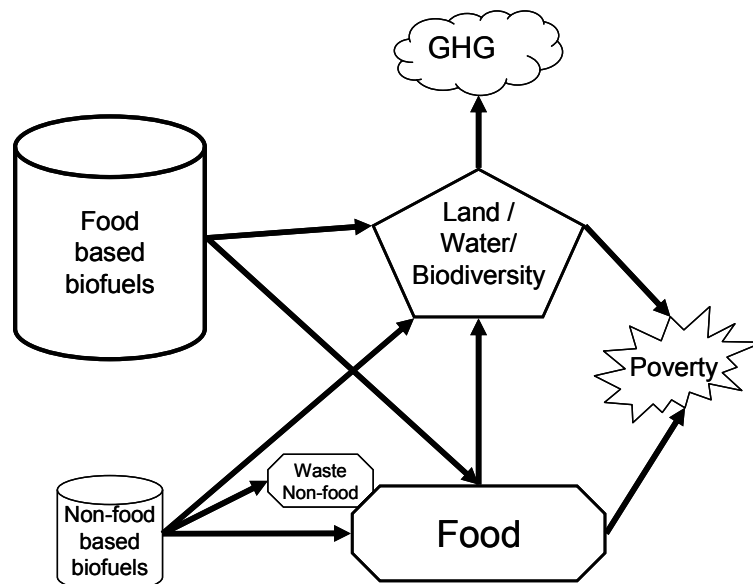 GHG
Food
based
biofuels
Land /
Water/
Biodiversity
Poverty
Waste
Non-food
Non-food
based
biofuels
Food